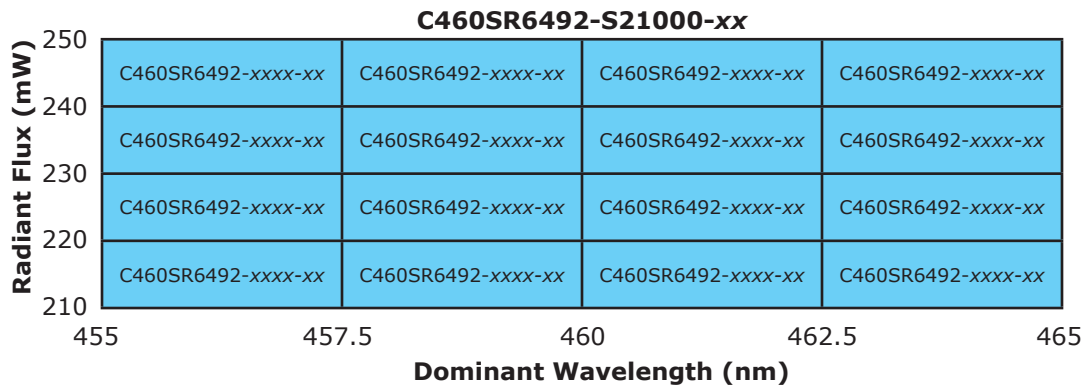 C460SR6492-S21000-xx
250
C460SR6492-xxxx-xx C460SR6492-xxxx-xx C460SR6492-xxxx-xx C460SR6492-xxxx-xx
240
C460SR6492-xxxx-xx C460SR6492-xxxx-xx C460SR6492-xxxx-xx C460SR6492-xxxx-xx
230
C460SR6492-xxxx-xx C460SR6492-xxxx-xx C460SR6492-xxxx-xx C460SR6492-xxxx-xx
220
C460SR6492-xxxx-xx C460SR6492-xxxx-xx C460SR6492-xxxx-xx C460SR6492-xxxx-xx
210
Radiant Flux (mW)
455 457.5 460 462.5 465
Dominant Wavelength (nm)